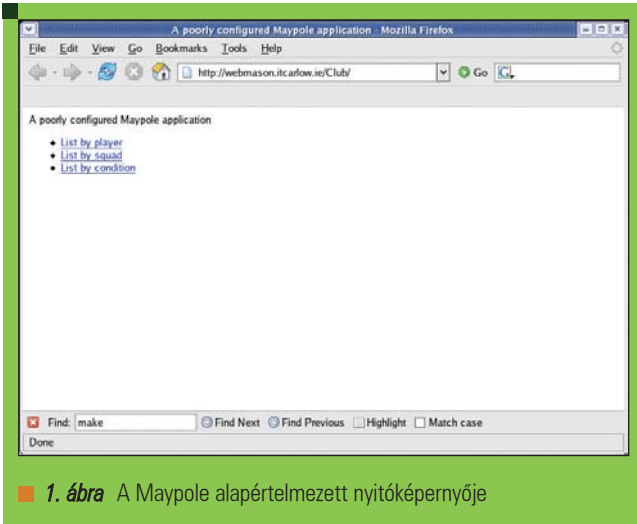 A poorly configured Maypole application - Mozilla Firefox
File Edit View Go Bookmarks Tools Help
http://webmason.itcarlow.ie/Club/ Go G
A poorly configured Maypole application
List by player
List by squad
List by condition
Find: make Find Next Find Previous Highlight Match case
Done
1. ábra A Maypole alapértelmezett nyitóképernyője